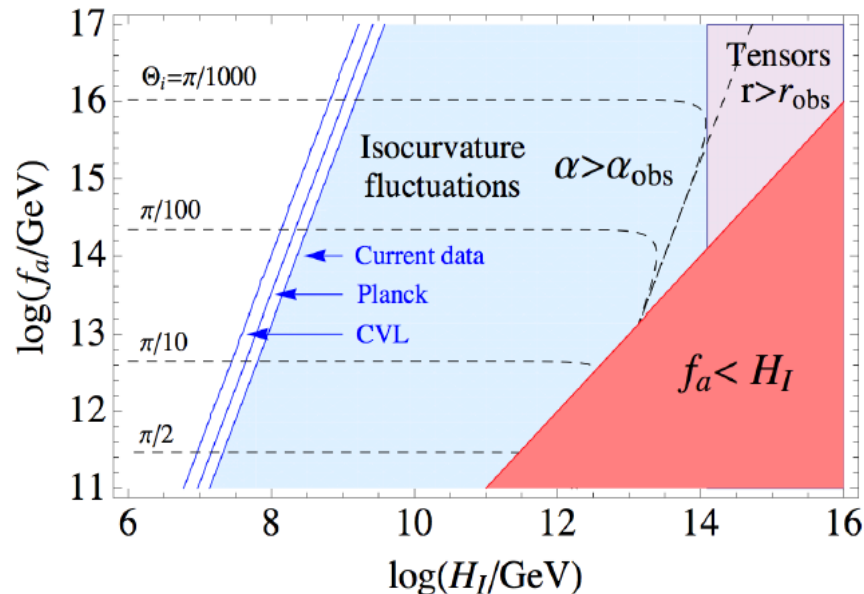 17
16
15
14
13
12
11
log(f_a/GeV)
Θ_i=π/1000
π/100
π/10
π/2
Isocurvature
fluctuations
α>α_obs
Tensors
r>r_obs
Current data
Planck
CVL
f_a< H_I
6 8 10 12 14 16
log(H_I/GeV)